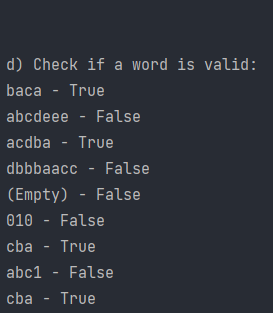 d) Check if a word is valid:
baca - True
abcdeee - False
acdba - True
dbbbaacc - False
(Empty) - False
010 - False
cba - True
abc1 - False
cba - True